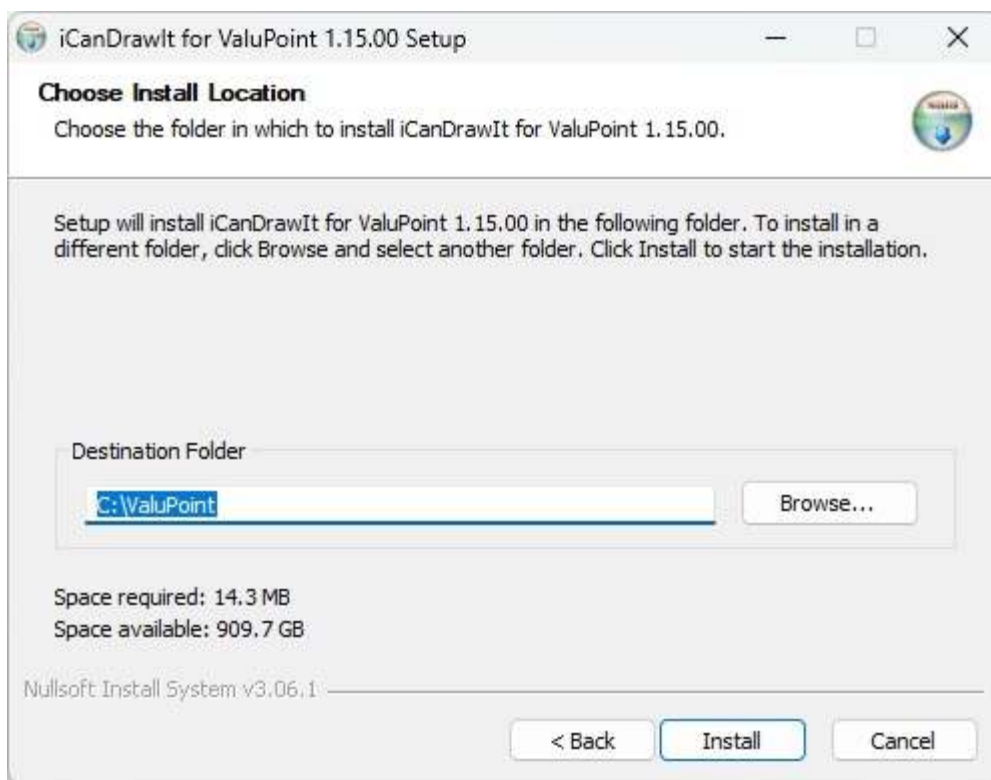 iCanDrawIt for ValuPoint 1.15.00 Setup
Choose Install Location
Choose the folder in which to install iCanDrawIt for ValuPoint 1.15.00.
Setup will install iCanDrawIt for ValuPoint 1.15.00 in the following folder. To install in a
different folder, click Browse and select another folder. Click Install to start the installation.
Destination Folder
C:\ValuPoint
Browse...
Space required: 14.3 MB
Space available: 909.7 GB
Nullsoft Install System v3.06.1
< Back
Install
Cancel